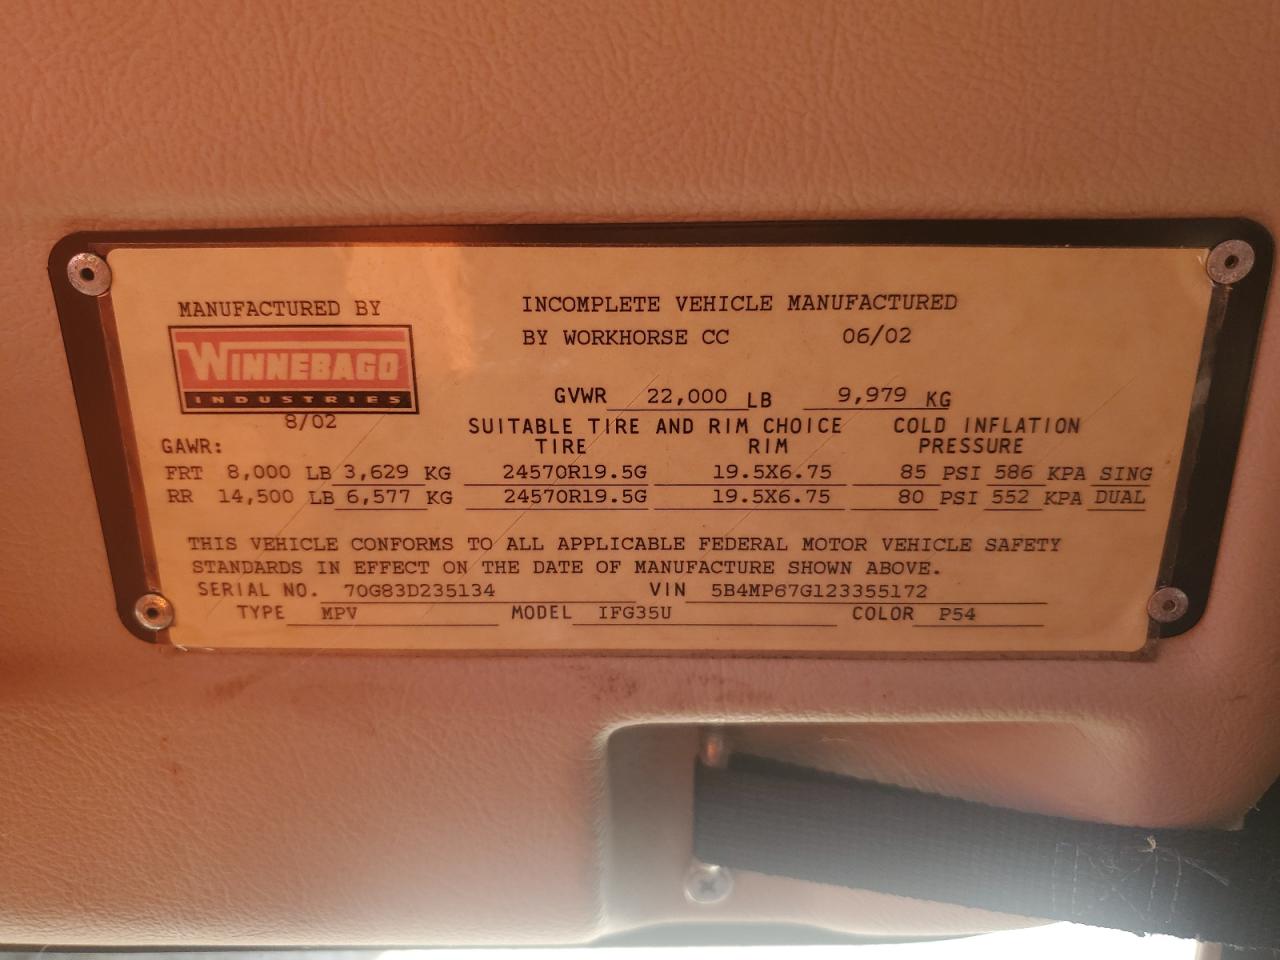 MANUFACTURED BY
WINNEBAGO
INDUSTRIES
8/02
INCOMPLETE VEHICLE MANUFACTURED
BY WORKHORSE CC 06/02
GVWR 22,000 LB 9,979 KG
SUITABLE TIRE AND RIM CHOICE COLD INFLATION
GAWR: TIRE RIM PRESSURE
FRT 8,000 LB 3,629 KG 24570R19.5G 19.5X6.75 85 PSI 586 KPA SING
RR 14,500 LB 6,577 KG 24570R19.5G 19.5X6.75 80 PSI 552 KPA DUAL
THIS VEHICLE CONFORMS TO ALL APPLICABLE FEDERAL MOTOR VEHICLE SAFETY
STANDARDS IN EFFECT ON THE DATE OF MANUFACTURE SHOWN ABOVE.
SERIAL NO. 70G83D235134 VIN 5B4MP67G123355172
TYPE MPV MODEL IFG35U COLOR P54